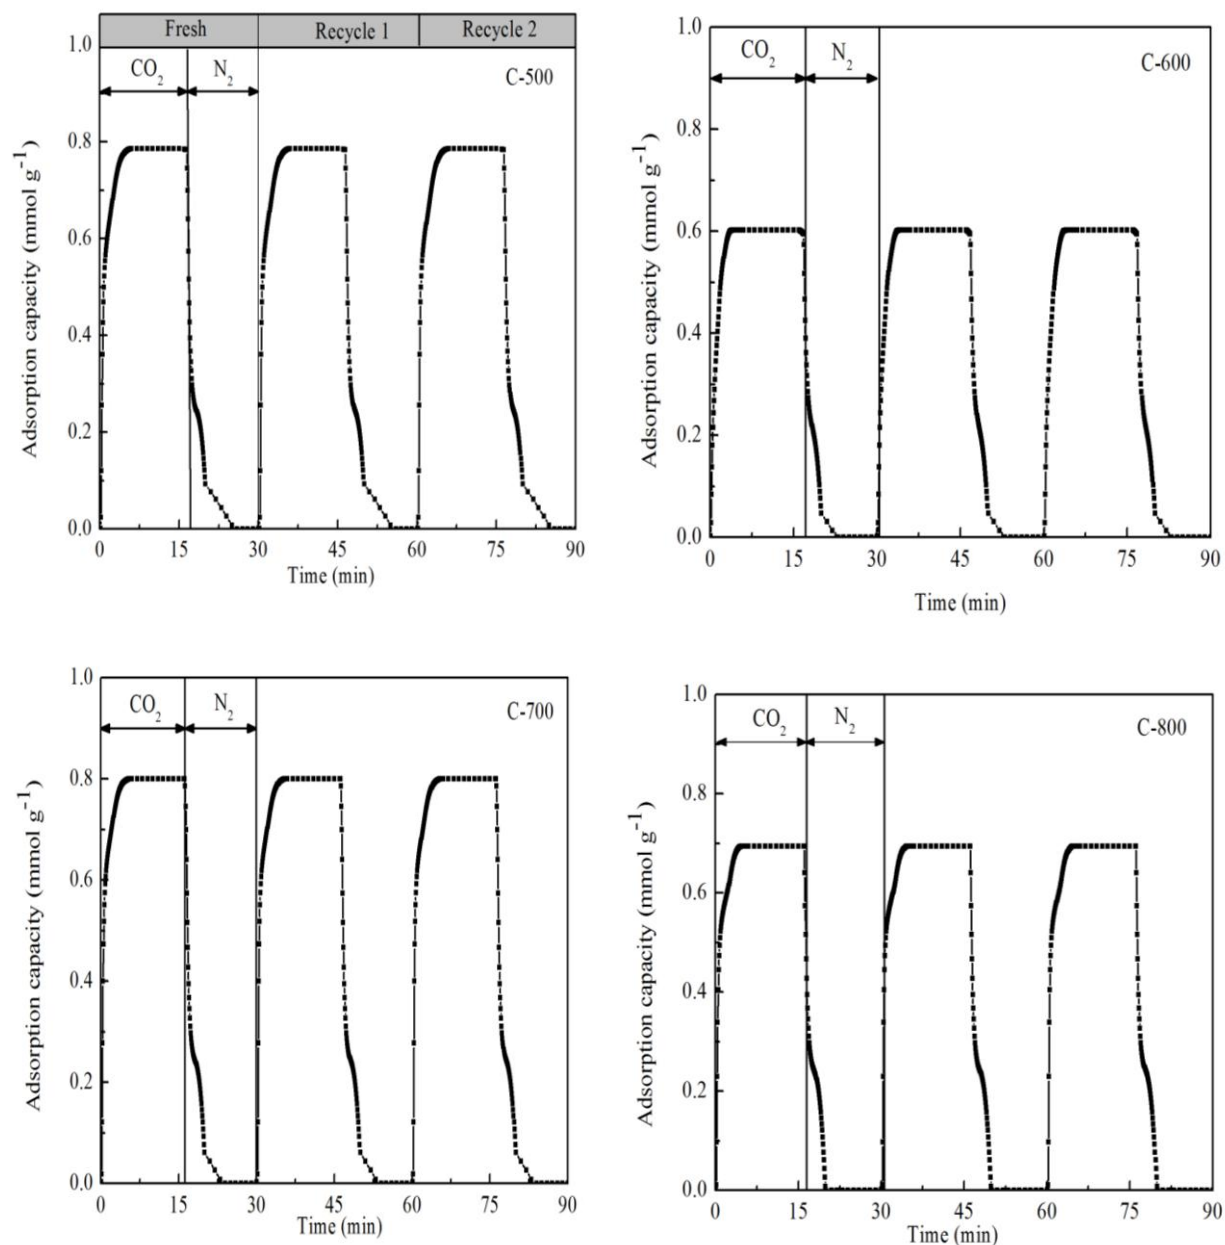 Fresh Recycle 1 Recycle 2
1.0
CO2 N2 C-500
0.8
0.6
0.4
0.2
0.0
Adsorption capacity (mmol g-1)
0 15 30 45 60 75 90
Time (min)
1.0
CO2 N2 C-600
0.8
0.6
0.4
0.2
0.0
Adsorption capacity (mmol g-1)
0 15 30 45 60 75 90
Time (min)
1.0
CO2 N2 C-700
0.8
0.6
0.4
0.2
0.0
Adsorption capacity (mmol g-1)
0 15 30 45 60 75 90
Time (min)
1.0
CO2 N2 C-800
0.8
0.6
0.4
0.2
0.0
Adsorption capacity (mmol g-1)
0 15 30 45 60 75 90
Time (min)